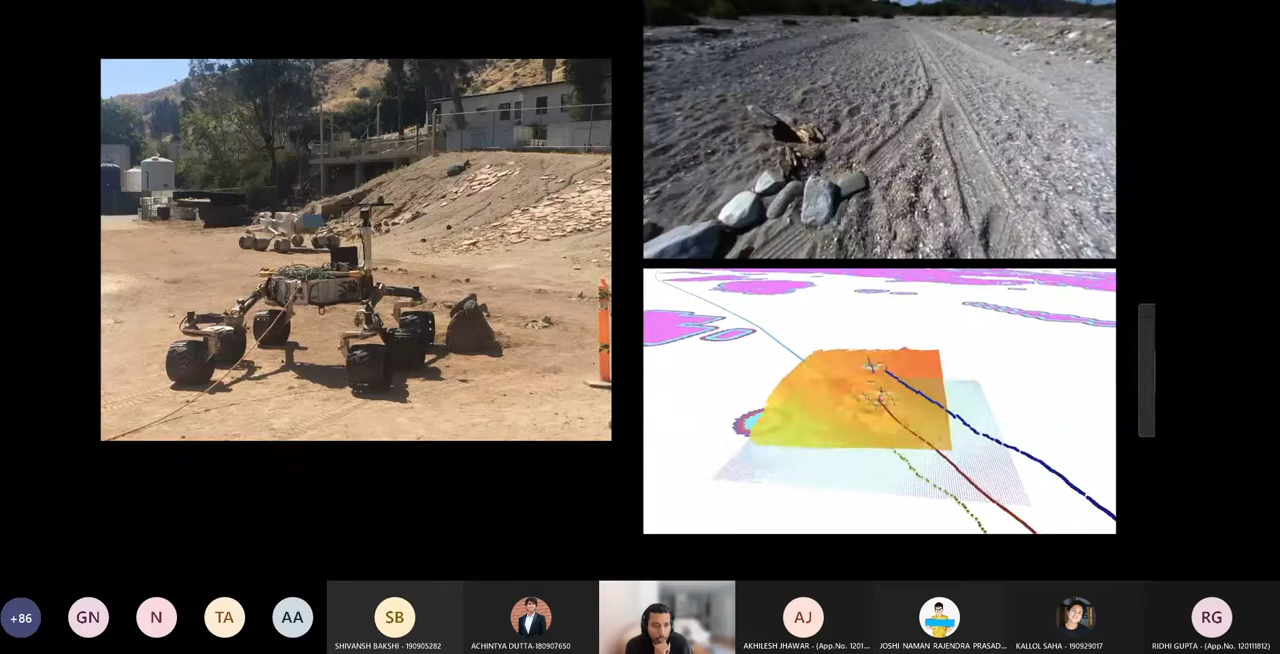 +86
GN
N
TA
AA
SB
SHIVANSH BAKSHI - 190905282
ACHINTYA DUTTA-180907650
AJ
AKHILESH JHAWAR - (App.No. 1201...
JOSHI NAMAN RAJENDRA PRASAD...
KALLOL SAHA - 190929017
RG
RIDHI GUPTA - (App.No. 120111812)